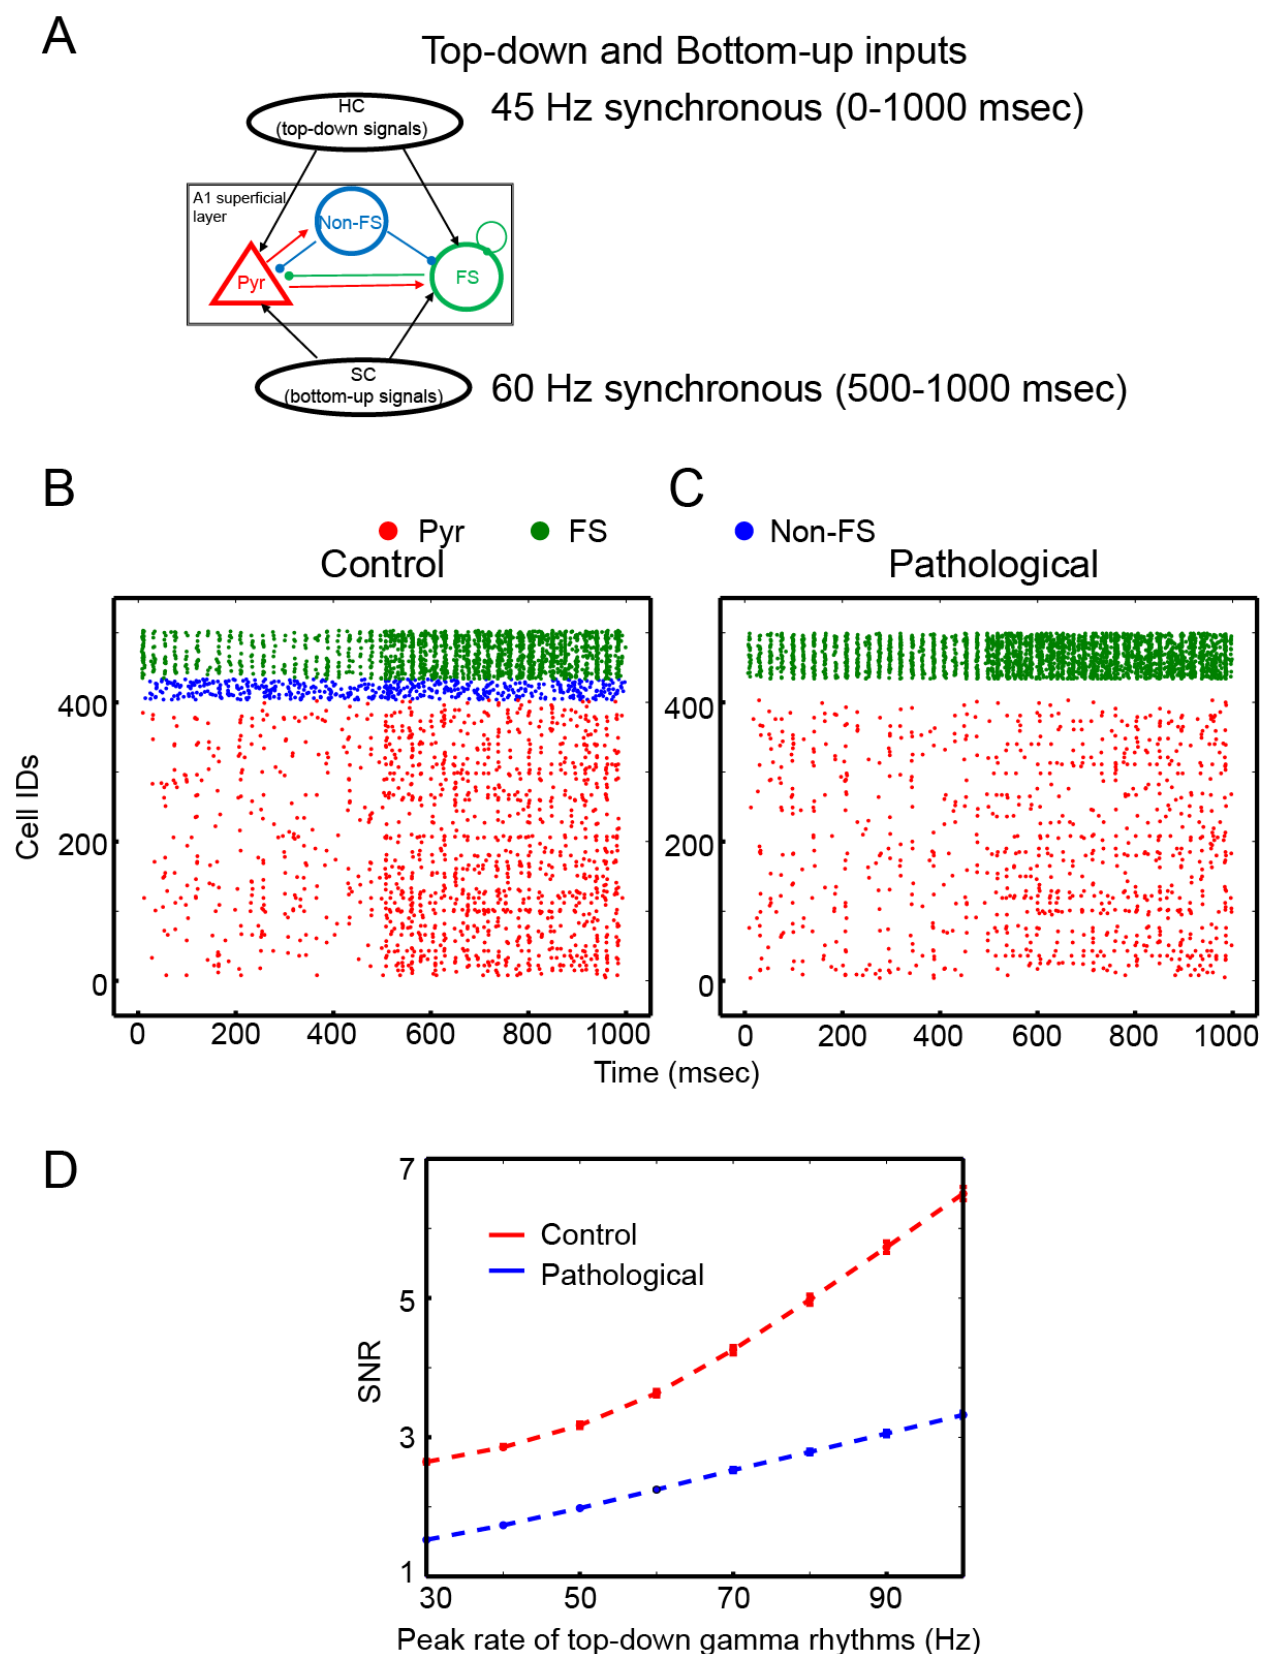 A
Top-down and Bottom-up inputs
HC
(top-down signals)
45 Hz synchronous (0-1000 msec)
A1 superficial
layer
Non-FS
Pyr
FS
SC
(bottom-up signals)
60 Hz synchronous (500-1000 msec)
B
C
Pyr
FS
Non-FS
Control
Pathological
Cell IDs
400
200
0
0 200 400 600 800 1000
400
200
0
0 200 400 600 800 1000
Time (msec)
D
SNR
7
5
3
1
Control
Pathological
30 50 70 90
Peak rate of top-down gamma rhythms (Hz)